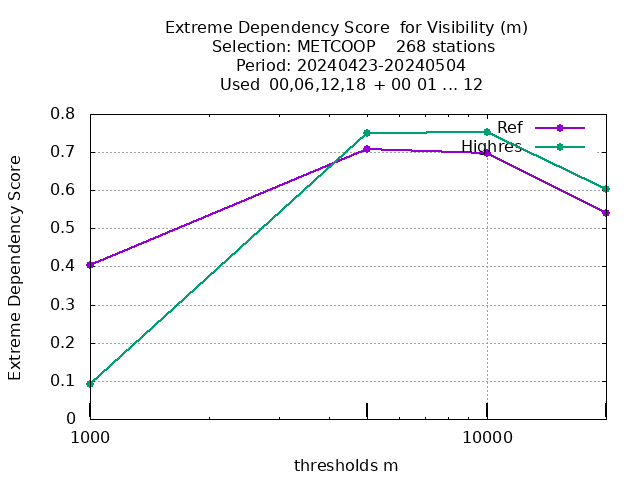 Extreme Dependency Score  for Visibility (m)
Selection: METCOOP    268 stations
Period: 20240423-20240504
Used  00,06,12,18  + 00 01 ... 12
Ref
Highres
Extreme Dependency Score
0.8
0.7
0.6
0.5
0.4
0.3
0.2
0.1
0
1000
10000
thresholds m